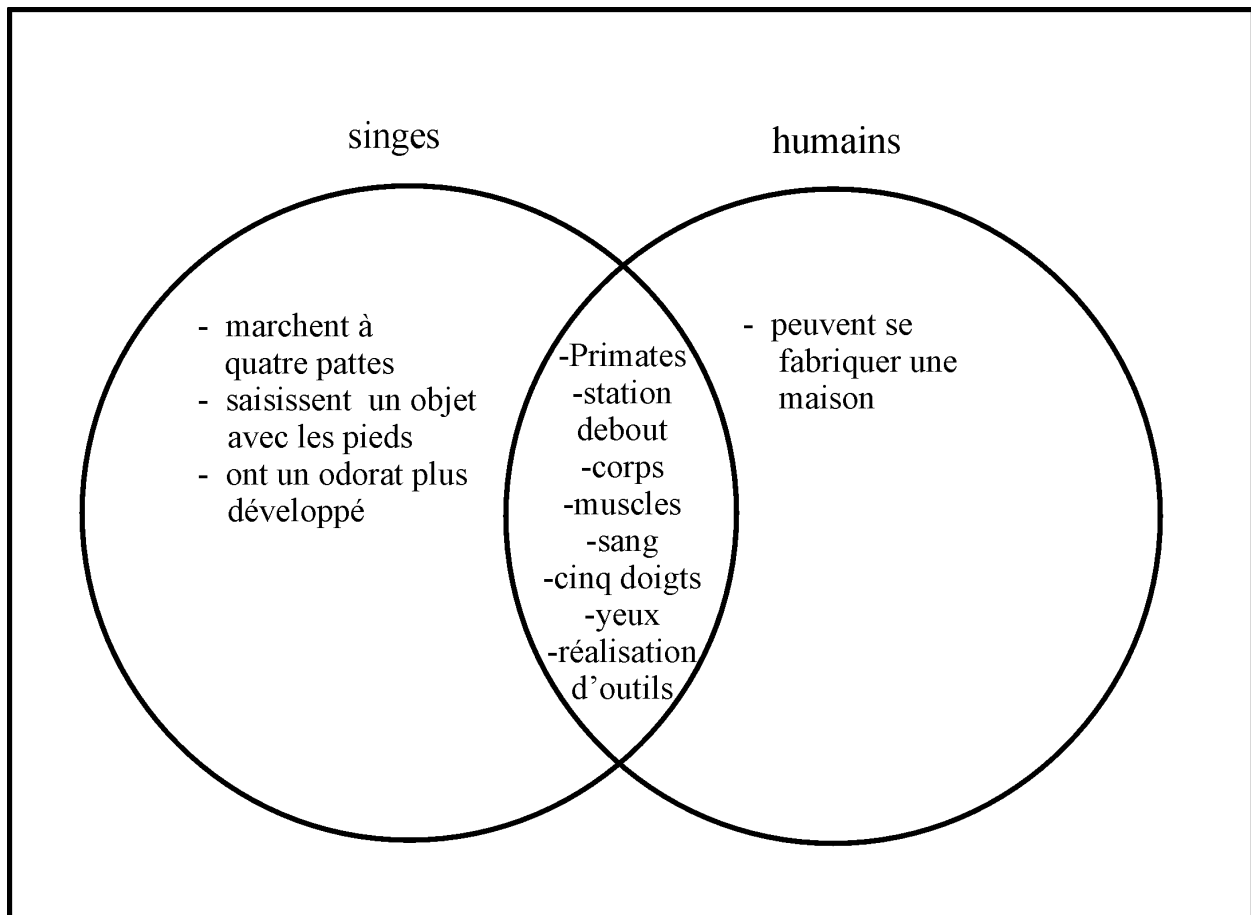 singes
humains
- marchent à
quatre pattes
- saisissent un objet
avec les pieds
- ont un odorat plus
développé
-Primates
-station
debout
-corps
-muscles
-sang
-cinq doigts
-yeux
-réalisation
d’outils
- peuvent se
fabriquer une
maison